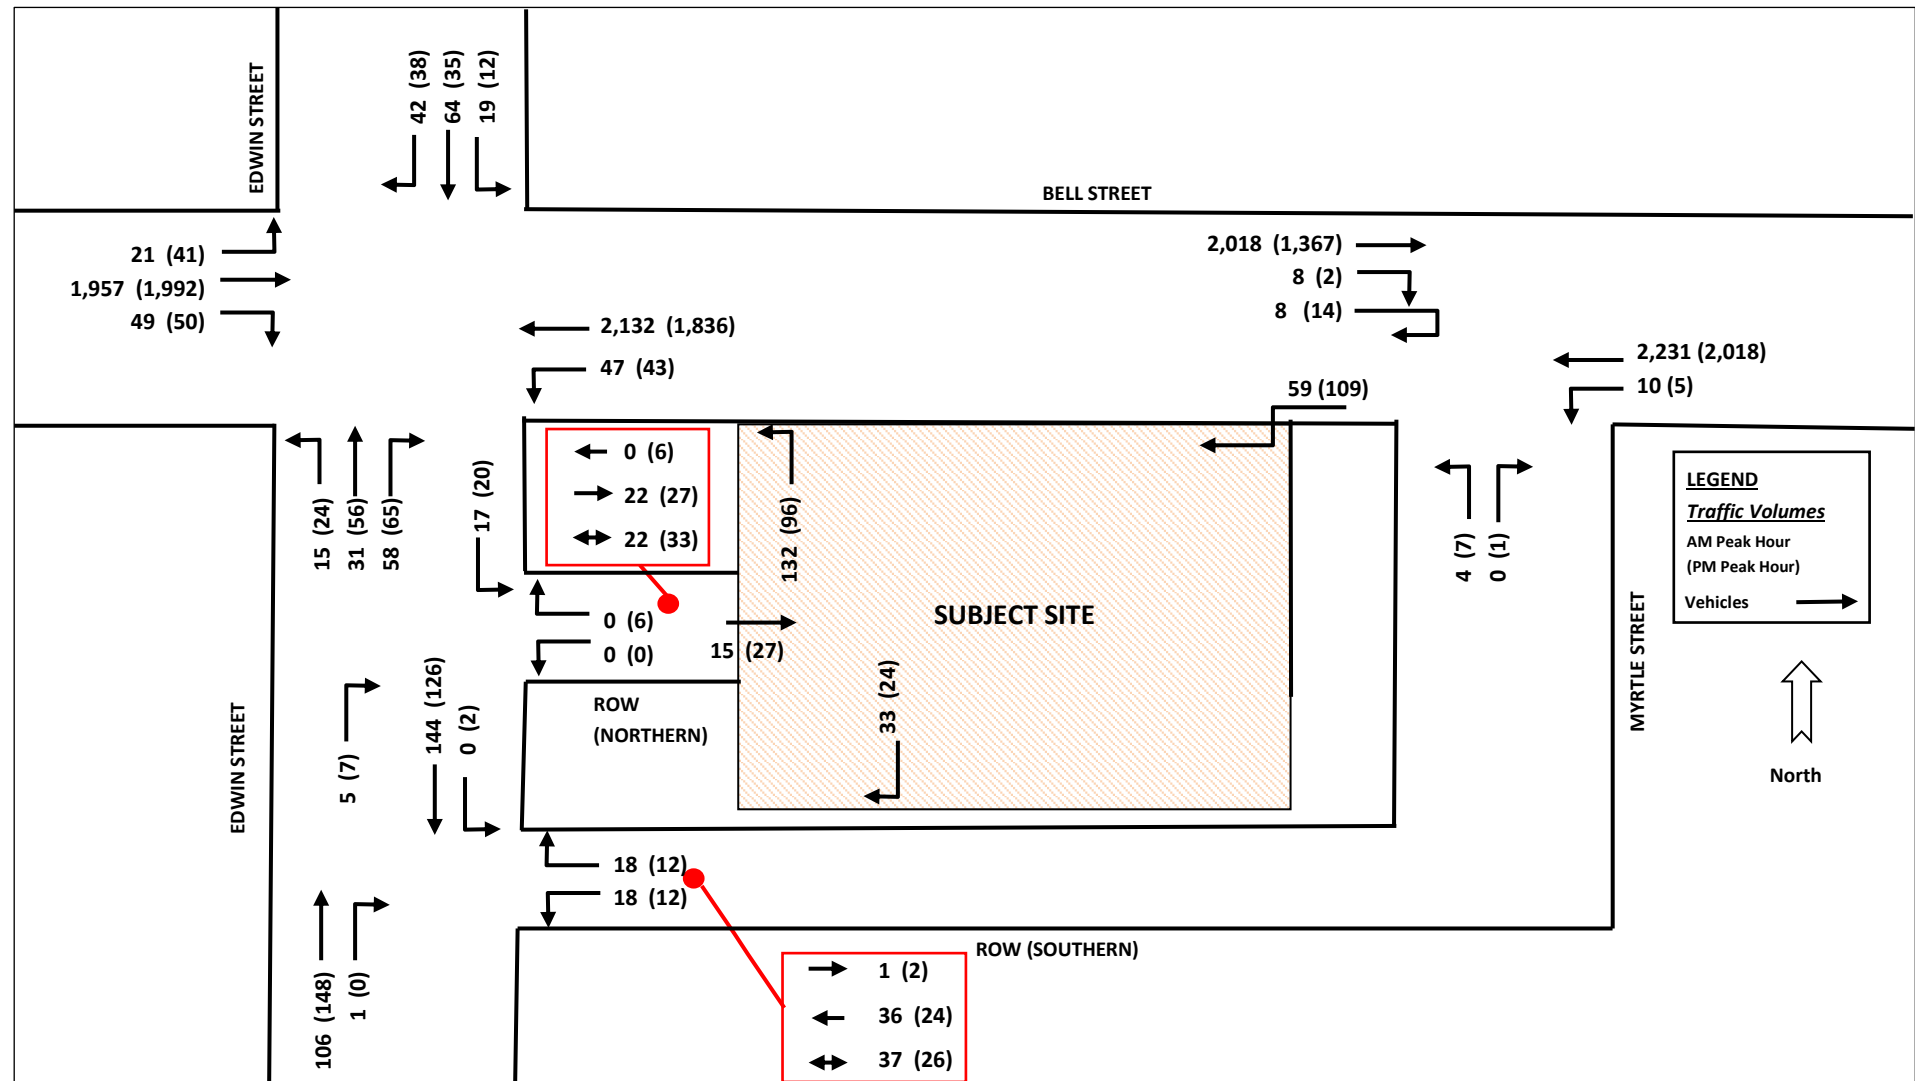 EDWIN STREET
42 (38)
64 (35)
19 (12)
BELL STREET
21 (41)
1,957 (1,992)
49 (50)
2,018 (1,367)
8 (2)
8 (14)
2,132 (1,836)
47 (43)
2,231 (2,018)
10 (5)
59 (109)
15 (24)
31 (56)
58 (65)
17 (20)
0 (6)
22 (27)
22 (33)
132 (96)
4 (7)
0 (1)
LEGEND
Traffic Volumes
AM Peak Hour
(PM Peak Hour)
Vehicles
0 (6)
0 (0)
15 (27)
SUBJECT SITE
MYRTLE STREET
ROW
(NORTHERN)
33 (24)
EDWIN STREET
5 (7)
144 (126)
0 (2)
North
18 (12)
18 (12)
ROW (SOUTHERN)
106 (148)
1 (0)
1 (2)
36 (24)
37 (26)